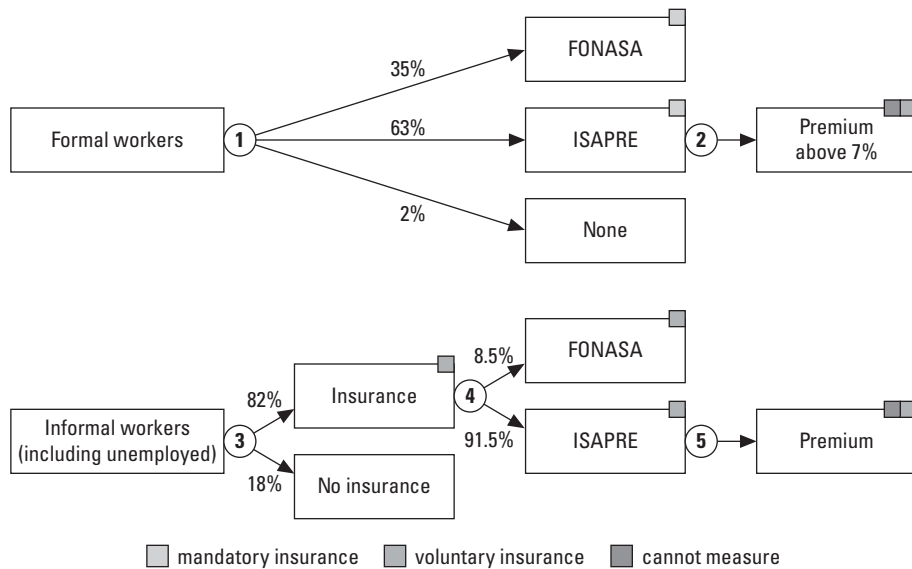 FONASA
35%
Formal workers
1
63%
ISAPRE
2
Premium
above 7%
2%
None
FONASA
8.5%
Insurance
4
82%
Informal workers
(including unemployed)
3
91.5%
ISAPRE
5
Premium
18%
No insurance
mandatory insurance
voluntary insurance
cannot measure